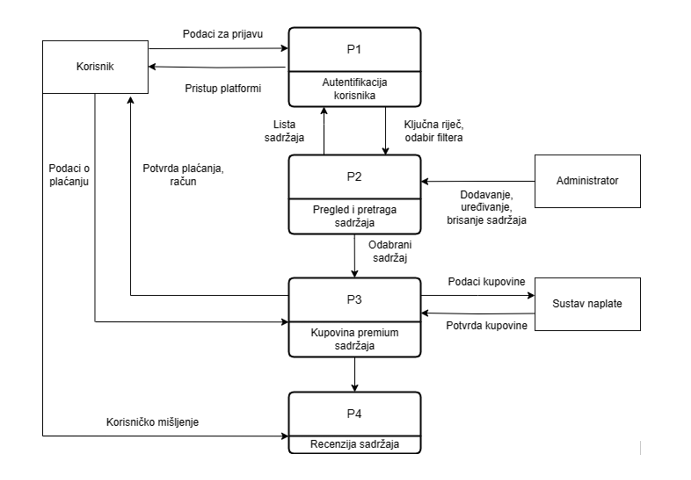 Podaci za prijavu
P1
Korisnik
Autentifikacija
korisnika
Pristup platformi
Lista
sadržaja
Ključna riječ,
odabir filtera
Podaci o
plaćanju
Potvrda plaćanja,
račun
P2
Pregled i pretraga
sadržaja
Administrator
Dodavanje,
uređivanje,
brisanje sadržaja
Odabrani
sadržaj
P3
Kupovina premium
sadržaja
Podaci kupovine
Sustav naplate
Potvrda kupovine
P4
Recenzija sadržaja
Korisničko mišljenje